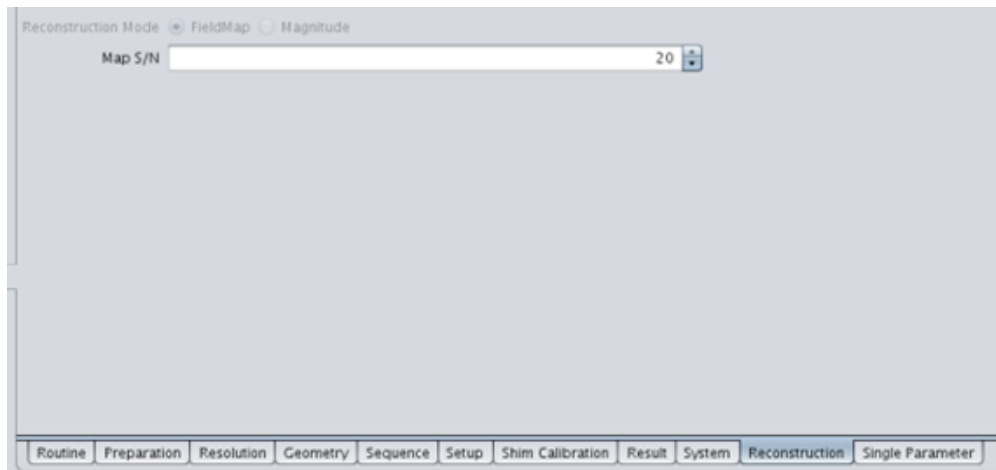 Reconstruction Mode FieldMap Magnitude
Map S/N 20
Routine Preparation Resolution Geometry Sequence Setup Shim Calibration Result System Reconstruction Single Parameter